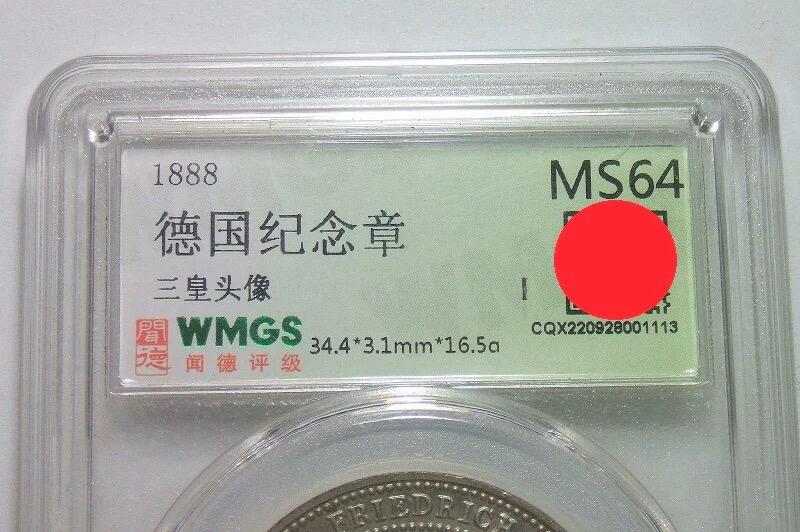 1888
MS64
德国纪念章
三皇头像
I
CQX220928001113
聞德
WMGS
闻德评级
34.4*3.1mm*16.5g
FRIEDRICH